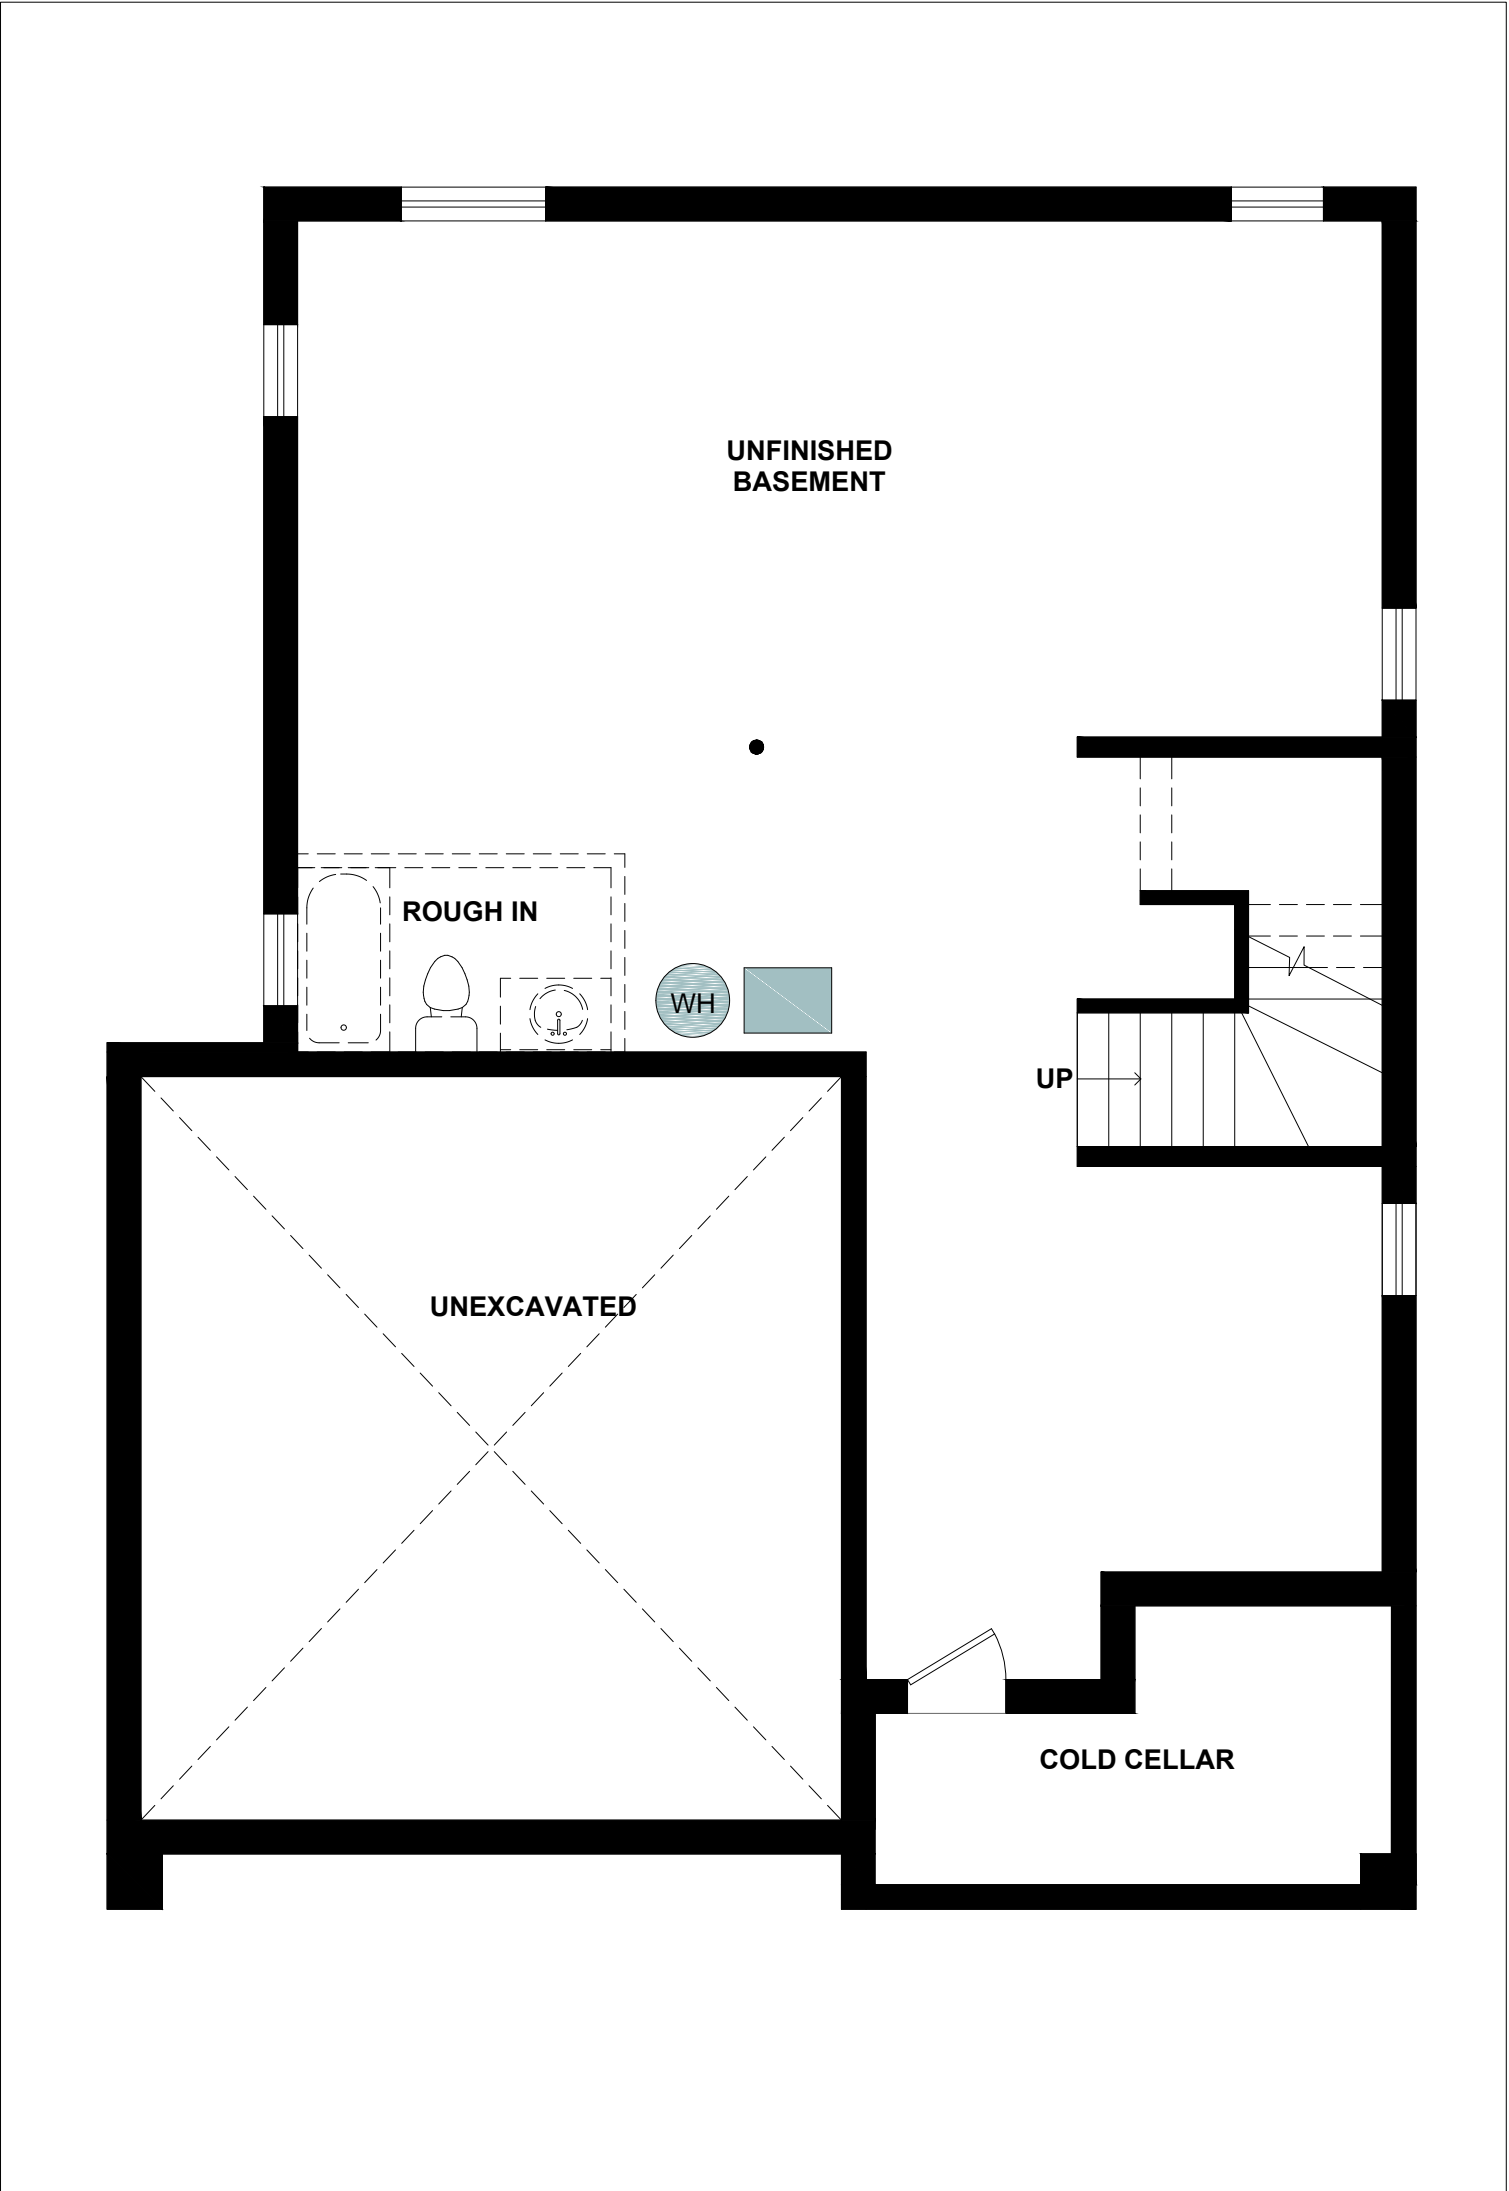 UNFINISHED
BASEMENT
ROUGH IN
WH
UP
UNEXCAVATED
COLD CELLAR